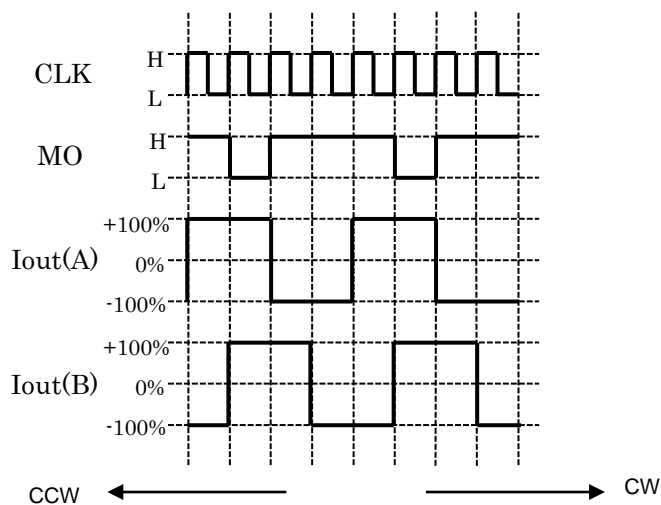 CLK
H
L
MO
H
L
Iout(A)
+100%
0%
-100%
Iout(B)
+100%
0%
-100%
CCW
CW